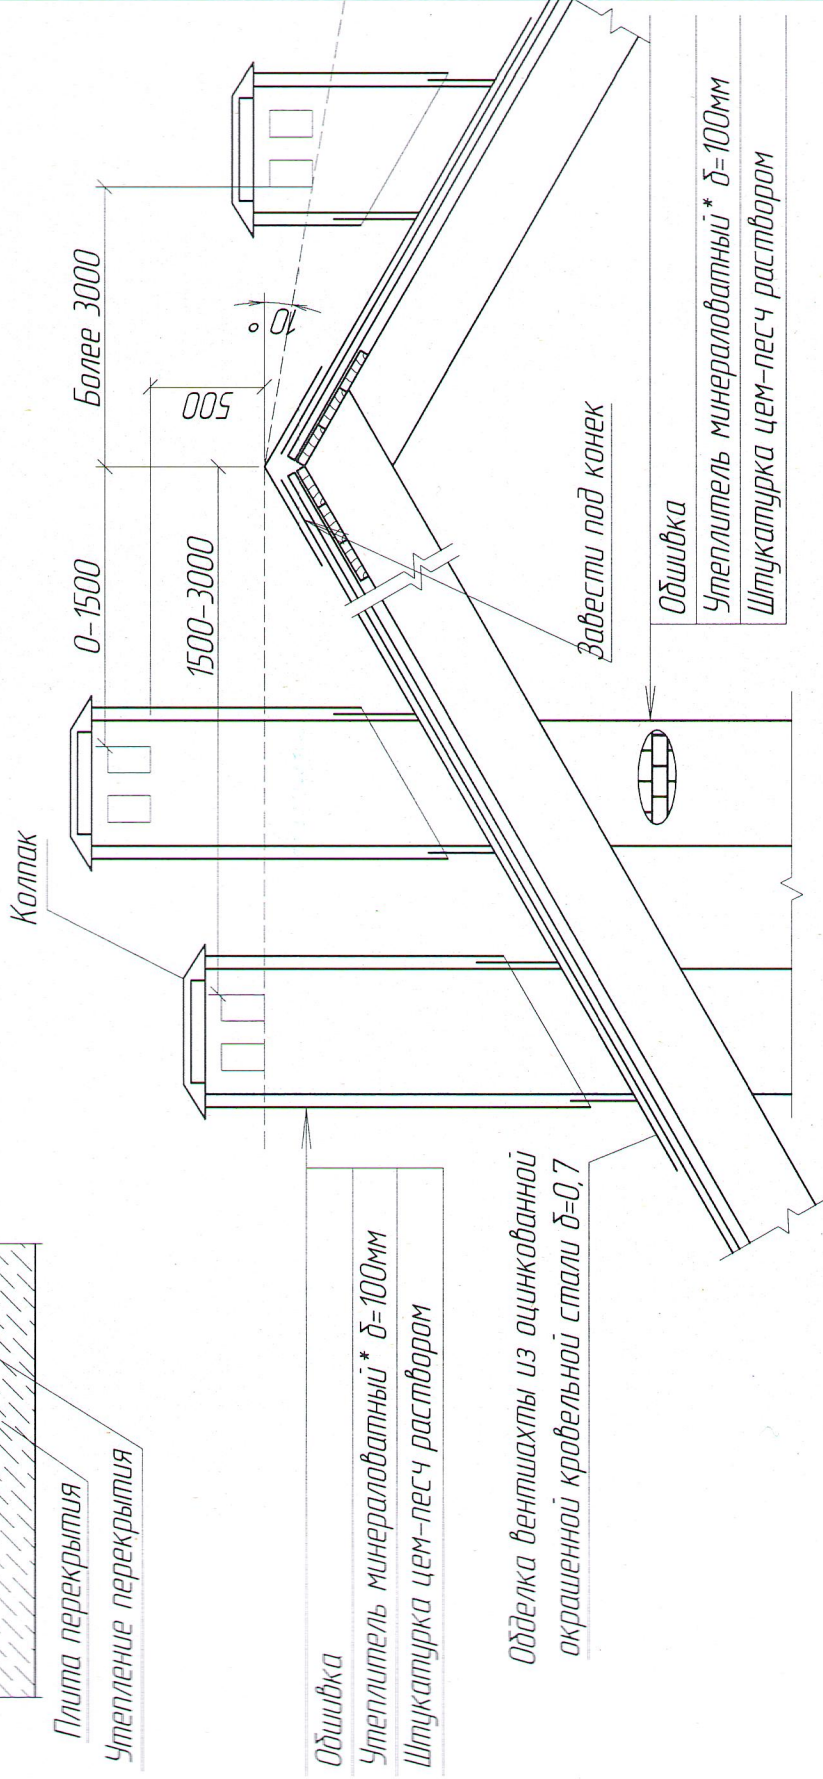 Плита перекрытия
Утепление перекрытия
Колпак
0-1500
Более 3000
500
1500-3000
10°
Обшивка
Утеплитель минераловатный* δ=100мм
Штукатурка цем-песч раствором
Завести под конек
Обделка вентшахты из оцинкованной
окрашенной кровельной стали δ=0,7
Обшивка
Утеплитель минераловатный* δ=100мм
Штукатурка цем-песч раствором